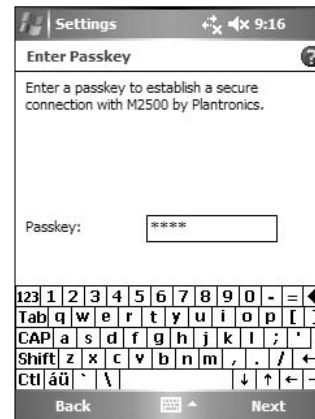 Settings 9:16
Enter Passkey ?
Enter a passkey to establish a secure
connection with M2500 by Plantronics.
Passkey: ****
123 1 2 3 4 5 6 7 8 9 0 - =
Tab q w e r t y u i o p [ ]
CAP a s d f g h j k l ; '
Shift z x c v b n m , . / ←
Ctl áü ` \ ↓ ↑ ← →
Back Next